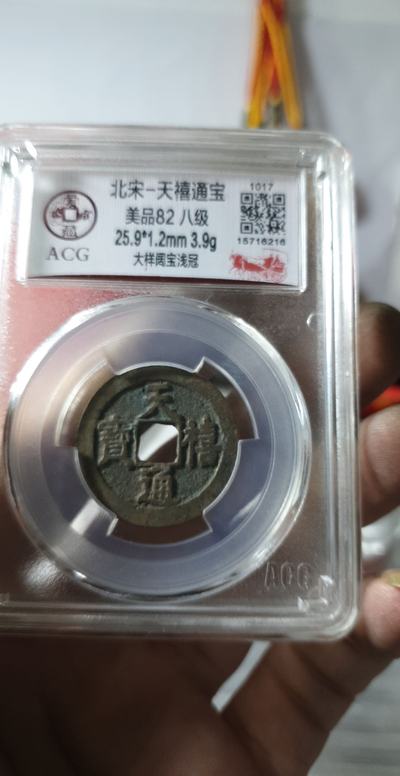 北宋-天禧通宝
1017
美品82 八级
25.9*1.2mm 3.9g
15716216
大样阔宝浅冠
ACG
天
禧
通
寳
ACG